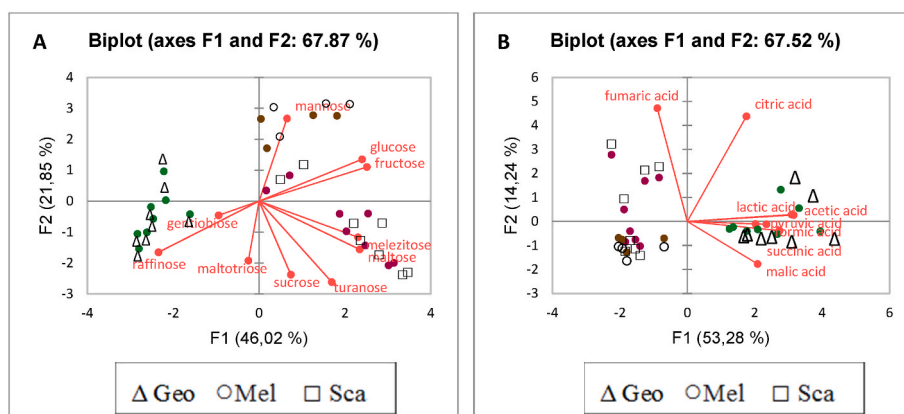 A
Biplot (axes F1 and F2: 67.87 %)
4
3
2
1
0
-1
-2
-3
-4
-2
0
2
4
F2 (21,85 %)
F1 (46,02 %)
mannose
glucose
fructose
gentiobiose
raffinose
maltotriose
sucrose
turanose
melezitose
maltose
Δ Geo ○ Mel □ Sca
B
Biplot (axes F1 and F2: 67.52 %)
6
5
4
3
2
1
0
-1
-2
-3
-4
-2
0
2
4
6
F2 (14,24 %)
F1 (53,28 %)
fumaric acid
citric acid
lactic acid
acetic acid
pyruvic acid
formic acid
succinic acid
malic acid
Δ Geo ○ Mel □ Sca